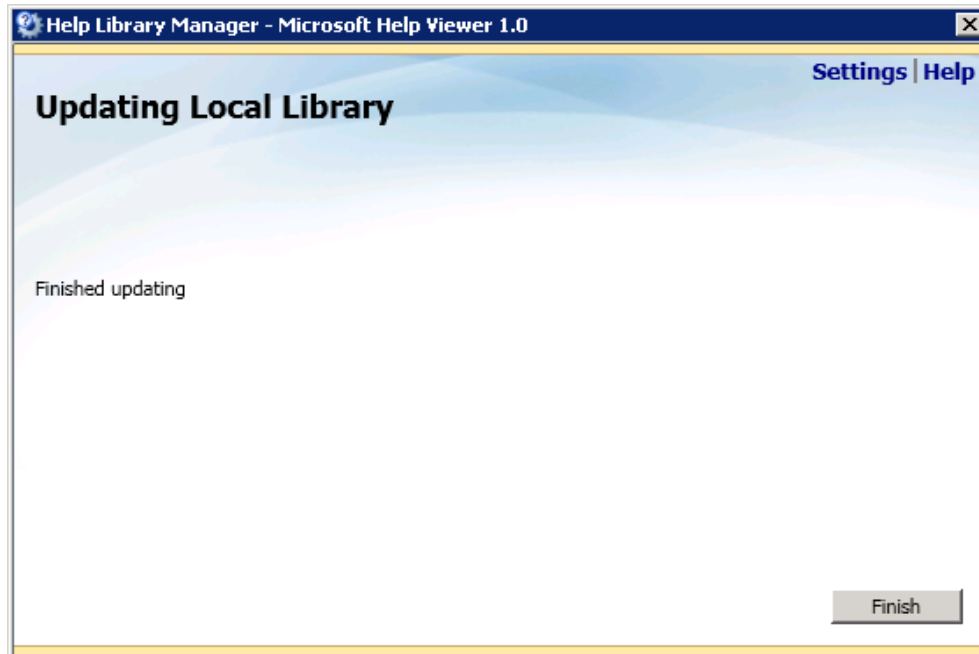 Help Library Manager - Microsoft Help Viewer 1.0
Settings | Help
Updating Local Library
Finished updating
Finish